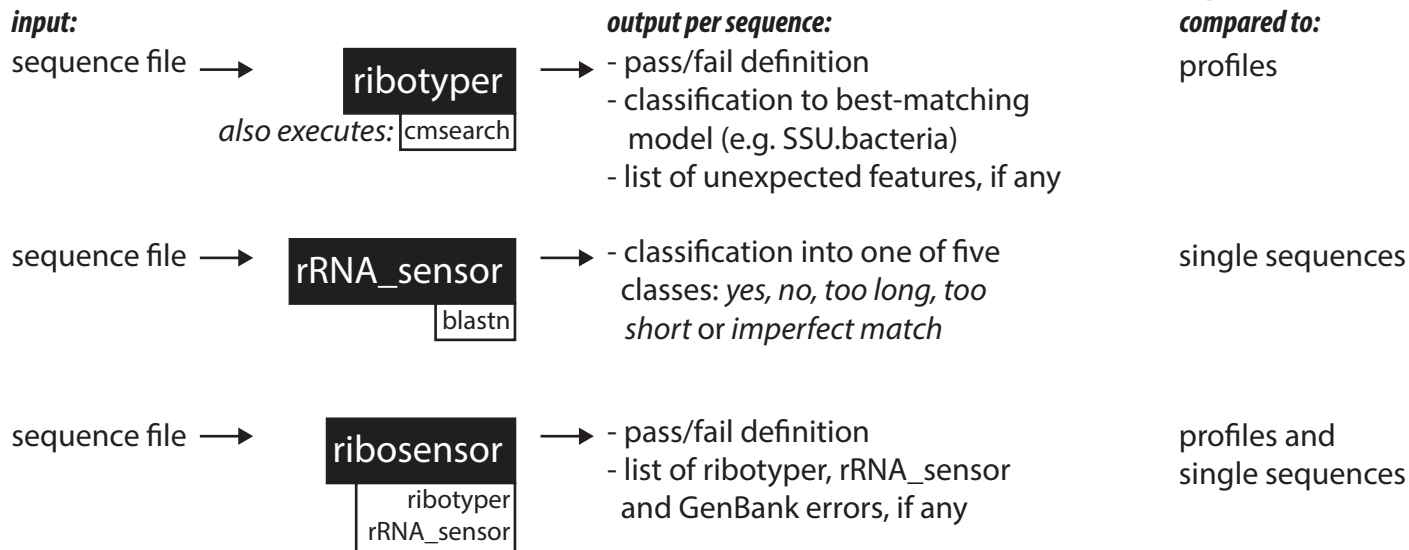 input:
output per sequence:
compared to:
sequence file
ribotyper
also executes: cmsearch
- pass/fail definition
- classification to best-matching
model (e.g. SSU.bacteria)
- list of unexpected features, if any
profiles
sequence file
rRNA_sensor
blastn
- classification into one of five
classes: yes, no, too long, too
short or imperfect match
single sequences
sequence file
ribosensor
ribotyper
rRNA_sensor
- pass/fail definition
- list of ribotyper, rRNA_sensor
and GenBank errors, if any
profiles and
single sequences